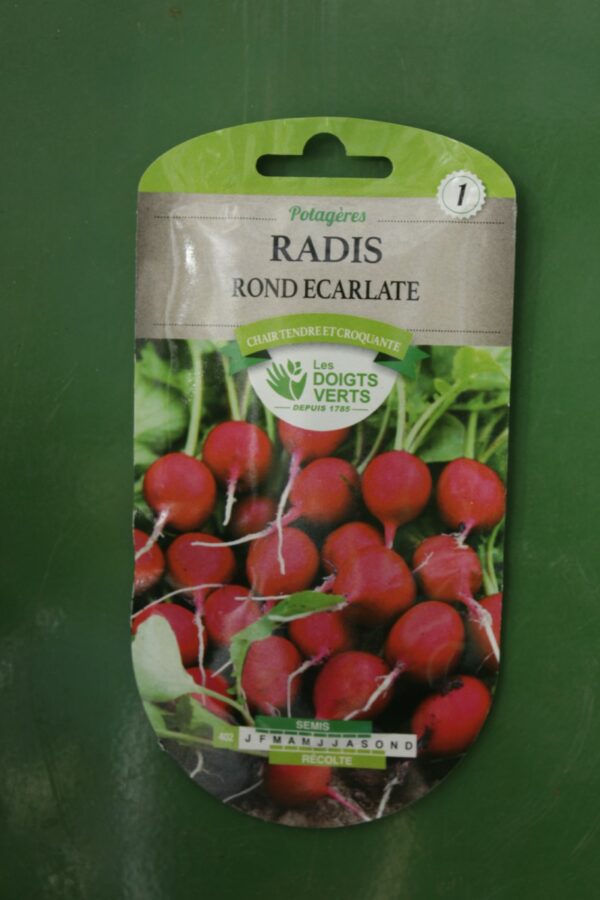 1
Potagères
RADIS
ROND ECARLATE
CHAIR TENDRE ET CROQUANTE
Les
DOIGTS
VERTS
DEPUIS 1785
SEMIS
402 J F M A M J J A S O N D
RÉCOLTE